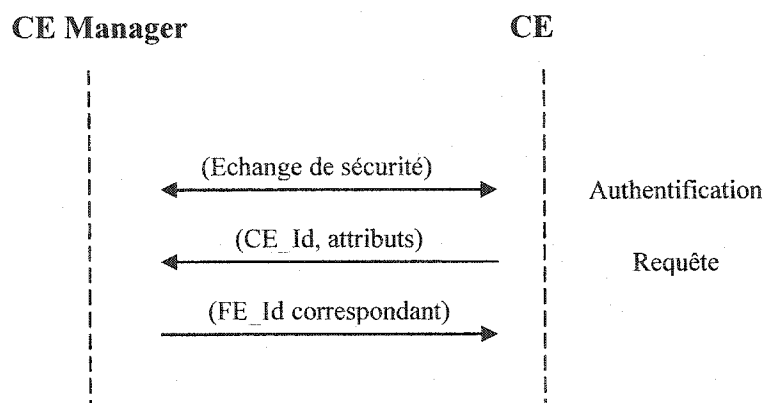 CE Manager
CE
(Echange de sécurité)
Authentification
(CE_Id, attributs)
Requête
(FE_Id correspondant)